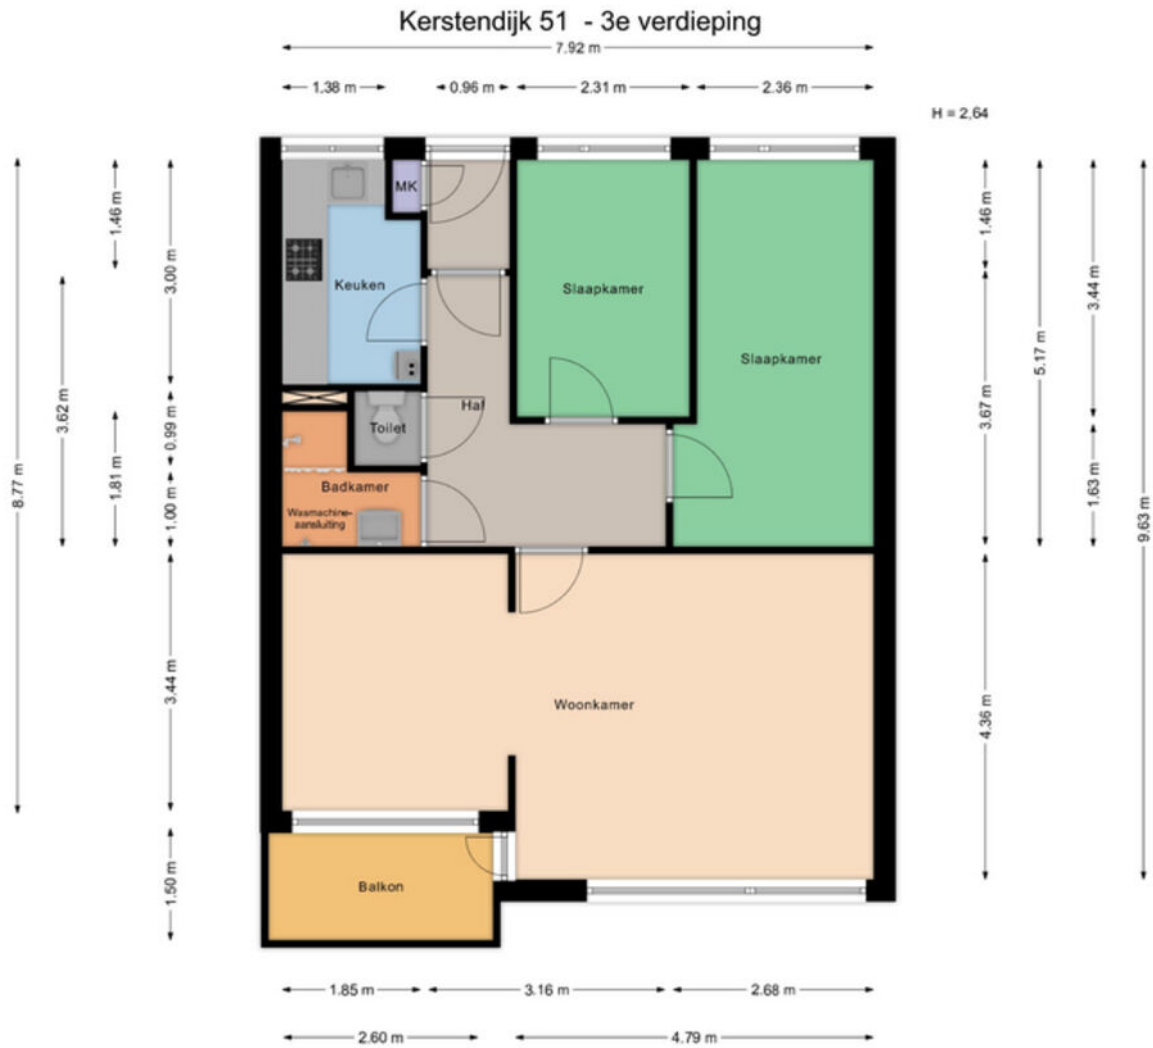 Kerstendijk 51 - 3e verdieping
7.92 m
1,38 m
0.96 m
2.31 m
2.36 m
H = 2,64
MK
Keuken
Slaapkamer
Slaapkamer
Hal
Toilet
Badkamer
Wasmachine-
aansluiting
Woonkamer
Balkon
8.77 m
3.62 m
1.46 m
1.81 m
3.00 m
0.99 m
1.00 m
3.44 m
1.50 m
1.46 m
3.67 m
4.36 m
5.17 m
3.44 m
1.63 m
9.63 m
1.85 m
3.16 m
2.68 m
2.60 m
4.79 m